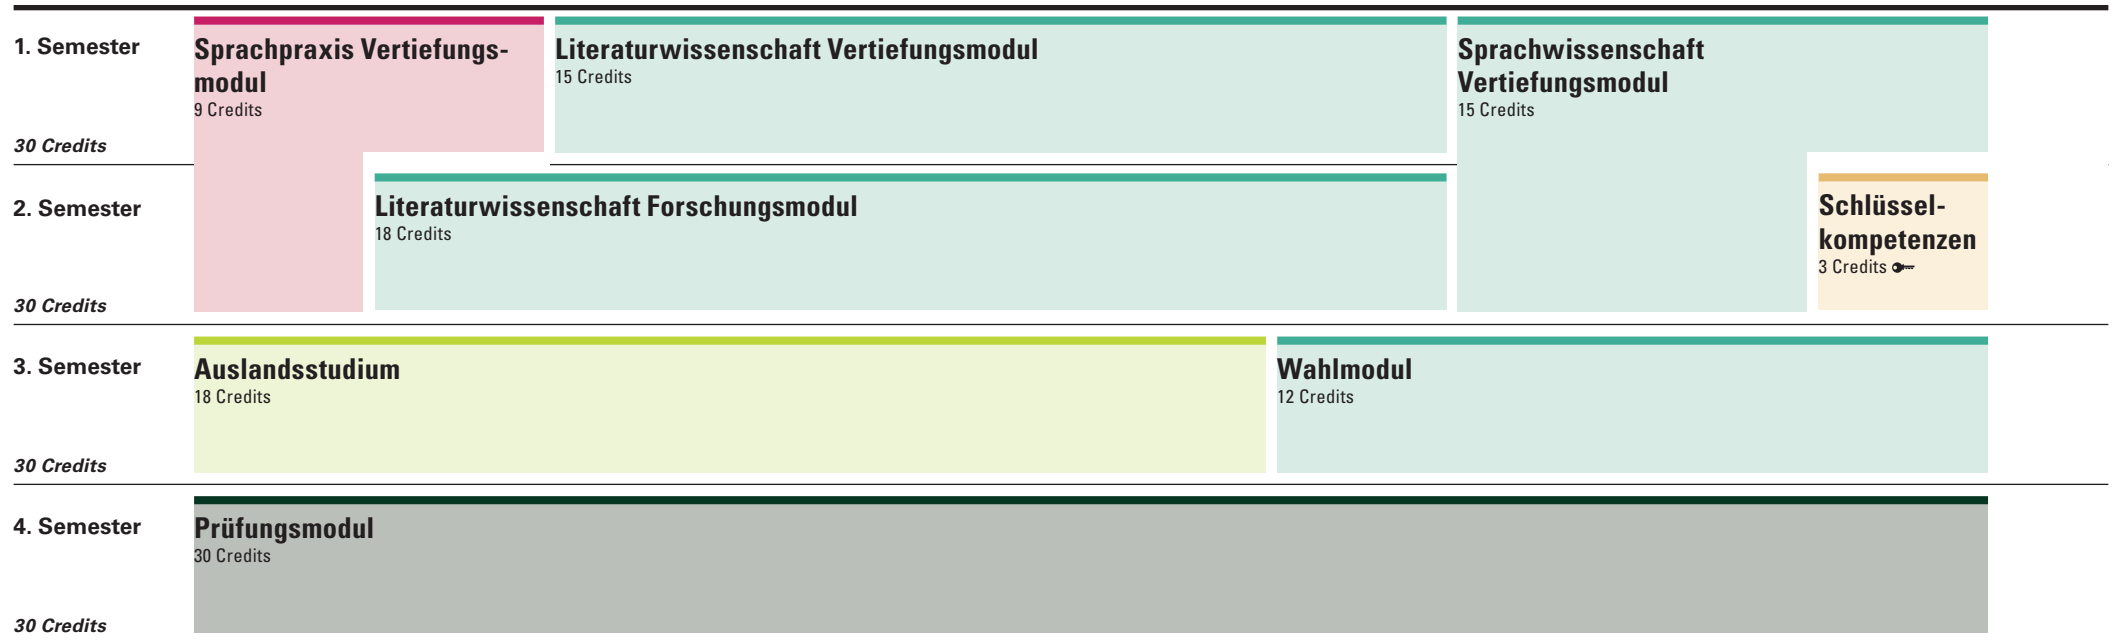 1. Semester
Sprachpraxis Vertiefungs-
modul
9 Credits
Literaturwissenschaft Vertiefungsmodul
15 Credits
Sprachwissenschaft
Vertiefungsmodul
15 Credits
30 Credits
2. Semester
Literaturwissenschaft Forschungsmodul
18 Credits
Schlüssel-
kompetenzen
3 Credits
30 Credits
3. Semester
Auslandsstudium
18 Credits
Wahlmodul
12 Credits
30 Credits
4. Semester
Prüfungsmodul
30 Credits
30 Credits